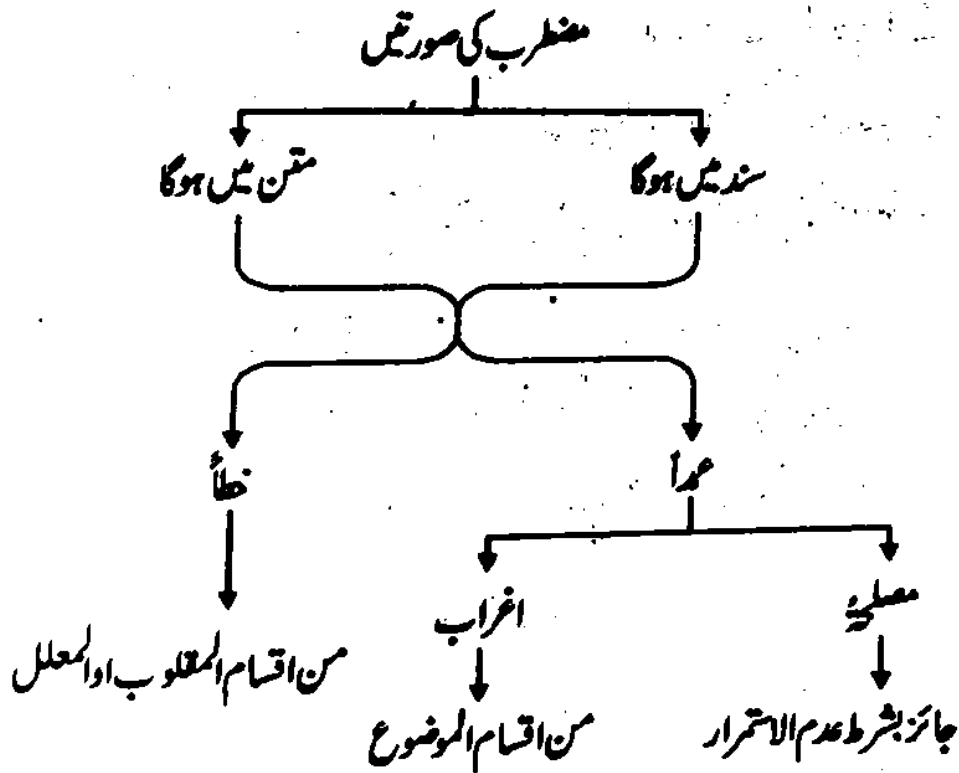 مضطرب کی صورتیں
سند میں ہوگا
متن میں ہوگا
عمداً
خطأً
مصلحۃً
اغراب
من اقسام المقلوب او المعلل
جائز بشرط عدم الاستمرار
من اقسام الموضوع